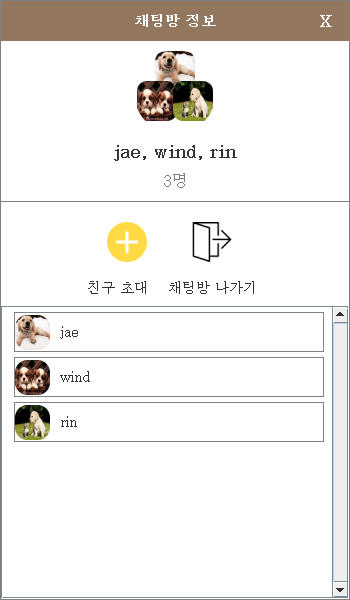 채팅방 정보 X
jae, wind, rin
3명
친구 초대 채팅방 나가기
jae
wind
rin